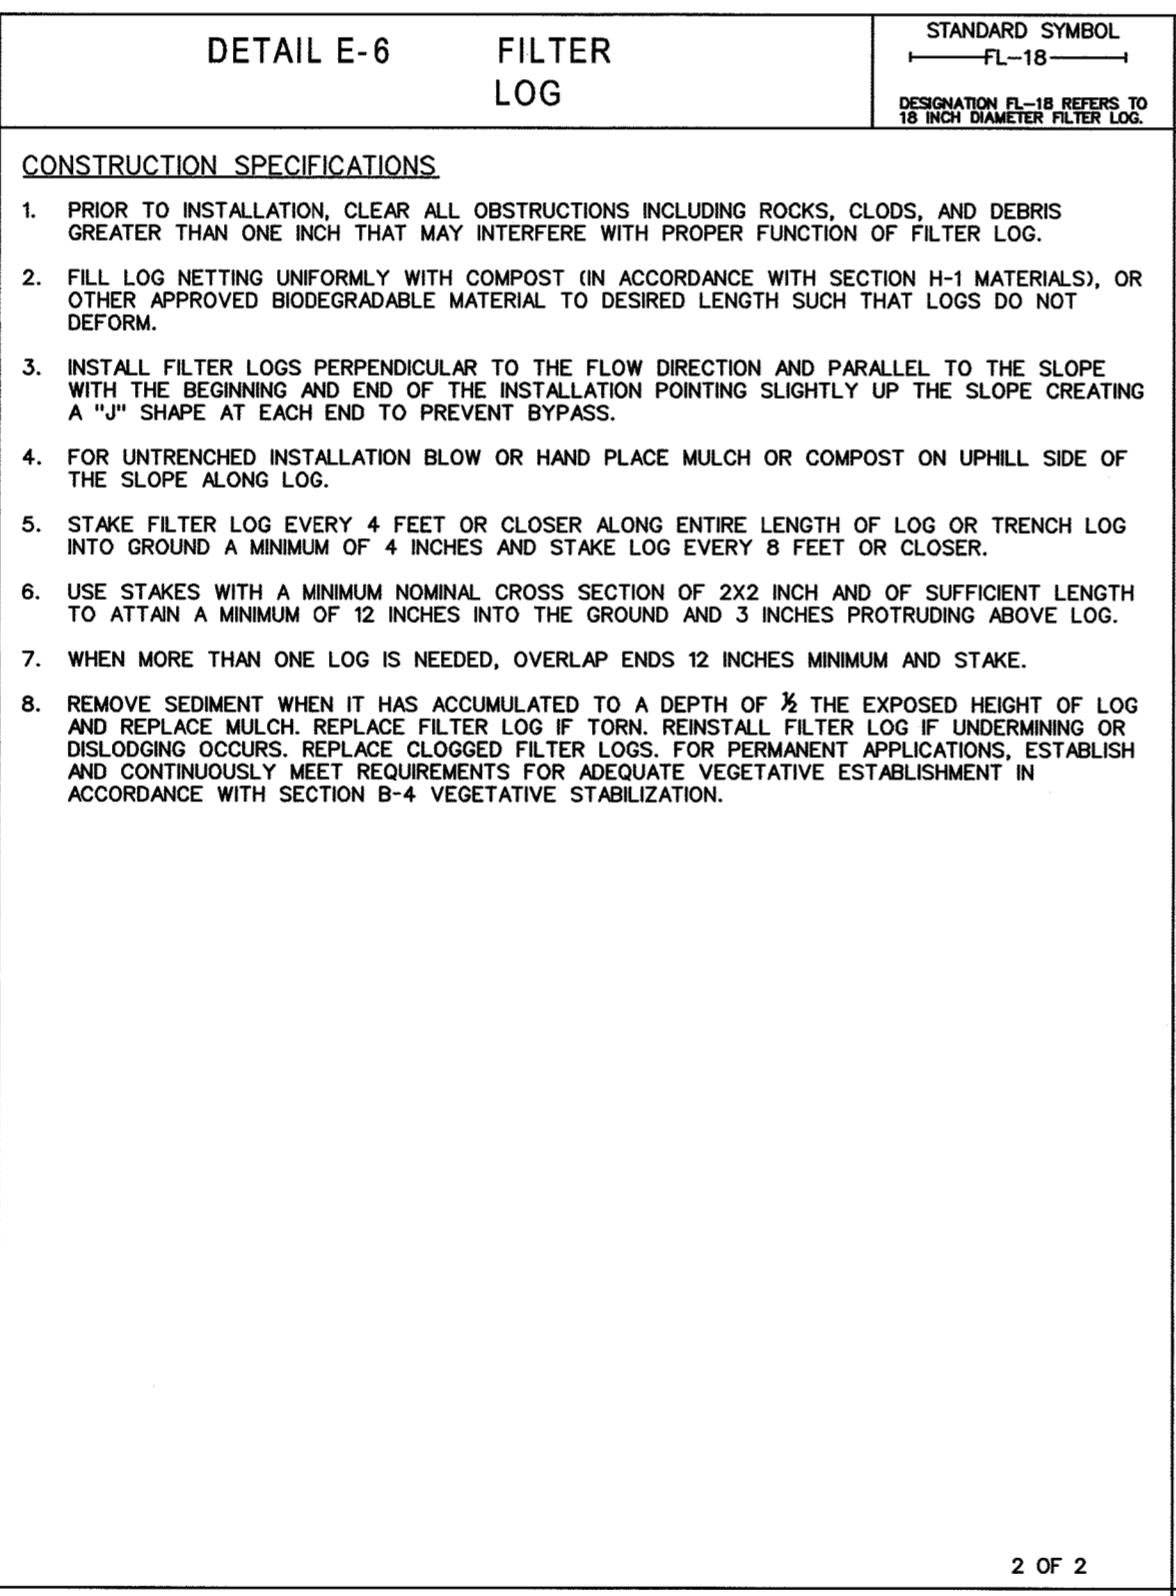 DETAIL E-6 FILTER
LOG
STANDARD SYMBOL
FL-18
DESIGNATION FL-18 REFERS TO
18 INCH DIAMETER FILTER LOG.
CONSTRUCTION SPECIFICATIONS
1. PRIOR TO INSTALLATION, CLEAR ALL OBSTRUCTIONS INCLUDING ROCKS, CLODS, AND DEBRIS
GREATER THAN ONE INCH THAT MAY INTERFERE WITH PROPER FUNCTION OF FILTER LOG.
2. FILL LOG NETTING UNIFORMLY WITH COMPOST (IN ACCORDANCE WITH SECTION H-1 MATERIALS), OR
OTHER APPROVED BIODEGRADABLE MATERIAL TO DESIRED LENGTH SUCH THAT LOGS DO NOT
DEFORM.
3. INSTALL FILTER LOGS PERPENDICULAR TO THE FLOW DIRECTION AND PARALLEL TO THE SLOPE
WITH THE BEGINNING AND END OF THE INSTALLATION POINTING SLIGHTLY UP THE SLOPE CREATING
A "J" SHAPE AT EACH END TO PREVENT BYPASS.
4. FOR UNTRENCHED INSTALLATION BLOW OR HAND PLACE MULCH OR COMPOST ON UPHILL SIDE OF
THE SLOPE ALONG LOG.
5. STAKE FILTER LOG EVERY 4 FEET OR CLOSER ALONG ENTIRE LENGTH OF LOG OR TRENCH LOG
INTO GROUND A MINIMUM OF 4 INCHES AND STAKE LOG EVERY 8 FEET OR CLOSER.
6. USE STAKES WITH A MINIMUM NOMINAL CROSS SECTION OF 2X2 INCH AND OF SUFFICIENT LENGTH
TO ATTAIN A MINIMUM OF 12 INCHES INTO THE GROUND AND 3 INCHES PROTRUDING ABOVE LOG.
7. WHEN MORE THAN ONE LOG IS NEEDED, OVERLAP ENDS 12 INCHES MINIMUM AND STAKE.
8. REMOVE SEDIMENT WHEN IT HAS ACCUMULATED TO A DEPTH OF ½ THE EXPOSED HEIGHT OF LOG
AND REPLACE MULCH. REPLACE FILTER LOG IF TORN. REINSTALL FILTER LOG IF UNDERMINING OR
DISLODGING OCCURS. REPLACE CLOGGED FILTER LOGS. FOR PERMANENT APPLICATIONS, ESTABLISH
AND CONTINUOUSLY MEET REQUIREMENTS FOR ADEQUATE VEGETATIVE ESTABLISHMENT IN
ACCORDANCE WITH SECTION B-4 VEGETATIVE STABILIZATION.
2 OF 2